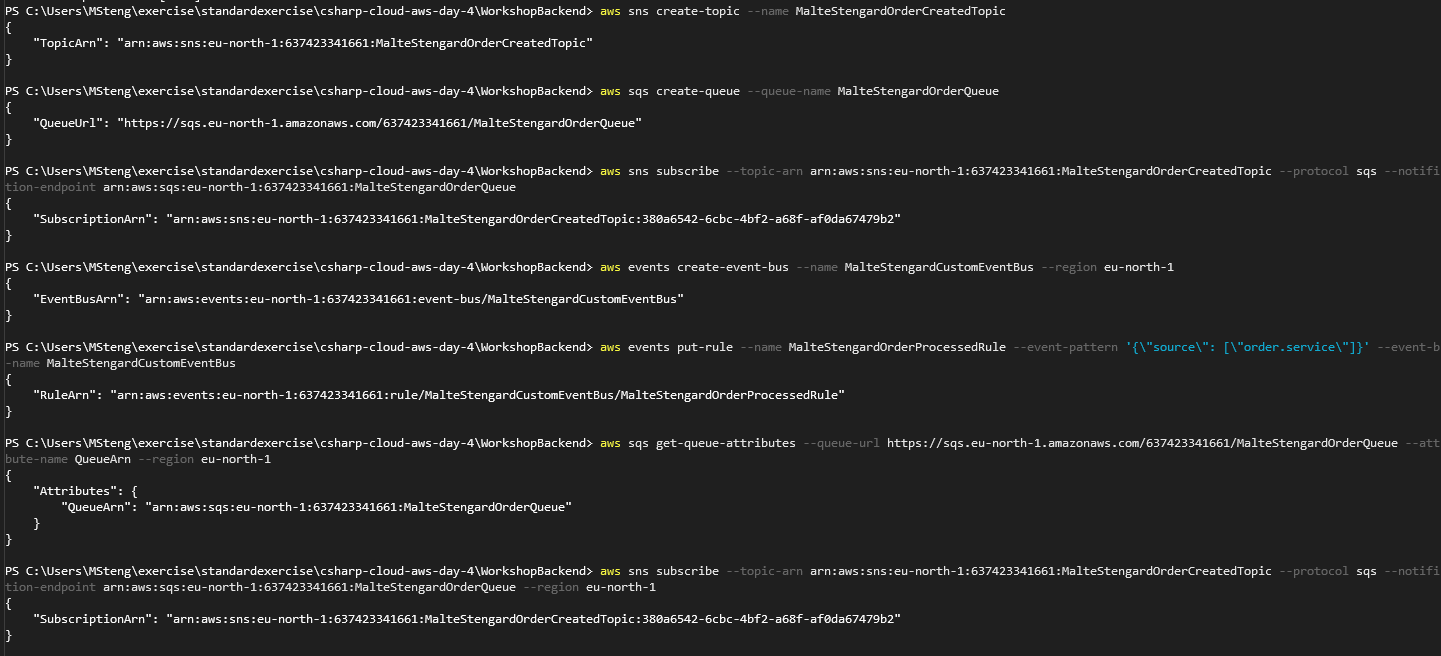 PS C:\Users\MSteng\exercise\standardexercise\csharp-cloud-aws-day-4\WorkshopBackend> aws sns create-topic --name MalteStengardOrderCreatedTopic
{
    "TopicArn": "arn:aws:sns:eu-north-1:637423341661:MalteStengardOrderCreatedTopic"
}
PS C:\Users\MSteng\exercise\standardexercise\csharp-cloud-aws-day-4\WorkshopBackend> aws sqs create-queue --queue-name MalteStengardOrderQueue
{
    "QueueUrl": "https://sqs.eu-north-1.amazonaws.com/637423341661/MalteStengardOrderQueue"
}
PS C:\Users\MSteng\exercise\standardexercise\csharp-cloud-aws-day-4\WorkshopBackend> aws sns subscribe --topic-arn arn:aws:sns:eu-north-1:637423341661:MalteStengardOrderCreatedTopic --protocol sqs --notifi
tion-endpoint arn:aws:sqs:eu-north-1:637423341661:MalteStengardOrderQueue
{
    "SubscriptionArn": "arn:aws:sns:eu-north-1:637423341661:MalteStengardOrderCreatedTopic:380a6542-6cbc-4bf2-a68f-af0da67479b2"
}
PS C:\Users\MSteng\exercise\standardexercise\csharp-cloud-aws-day-4\WorkshopBackend> aws events create-event-bus --name MalteStengardCustomEventBus --region eu-north-1
{
    "EventBusArn": "arn:aws:events:eu-north-1:637423341661:event-bus/MalteStengardCustomEventBus"
}
PS C:\Users\MSteng\exercise\standardexercise\csharp-cloud-aws-day-4\WorkshopBackend> aws events put-rule --name MalteStengardOrderProcessedRule --event-pattern '{\"source\": [\"order.service\"]}' --event-b
-name MalteStengardCustomEventBus
{
    "RuleArn": "arn:aws:events:eu-north-1:637423341661:rule/MalteStengardCustomEventBus/MalteStengardOrderProcessedRule"
}
PS C:\Users\MSteng\exercise\standardexercise\csharp-cloud-aws-day-4\WorkshopBackend> aws sqs get-queue-attributes --queue-url https://sqs.eu-north-1.amazonaws.com/637423341661/MalteStengardOrderQueue --att
bute-name QueueArn --region eu-north-1
{
    "Attributes": {
        "QueueArn": "arn:aws:sqs:eu-north-1:637423341661:MalteStengardOrderQueue"
    }
}
PS C:\Users\MSteng\exercise\standardexercise\csharp-cloud-aws-day-4\WorkshopBackend> aws sns subscribe --topic-arn arn:aws:sns:eu-north-1:637423341661:MalteStengardOrderCreatedTopic --protocol sqs --notifi
tion-endpoint arn:aws:sqs:eu-north-1:637423341661:MalteStengardOrderQueue --region eu-north-1
{
    "SubscriptionArn": "arn:aws:sns:eu-north-1:637423341661:MalteStengardOrderCreatedTopic:380a6542-6cbc-4bf2-a68f-af0da67479b2"
}